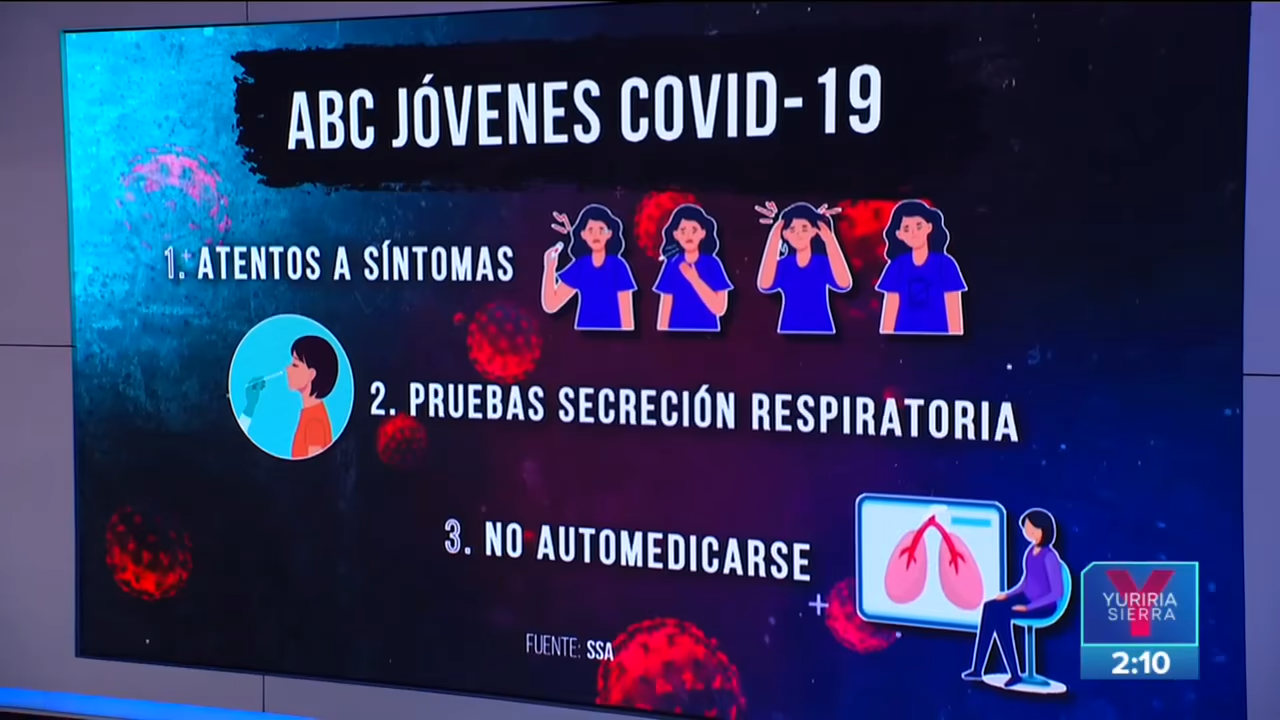 ABC JÓVENES COVID-19
1. ATENTOS A SÍNTOMAS
2. PRUEBAS SECRECIÓN RESPIRATORIA
3. NO AUTOMEDICARSE
FUENTE: SSA
YURIRIA
SIERRA
2:10